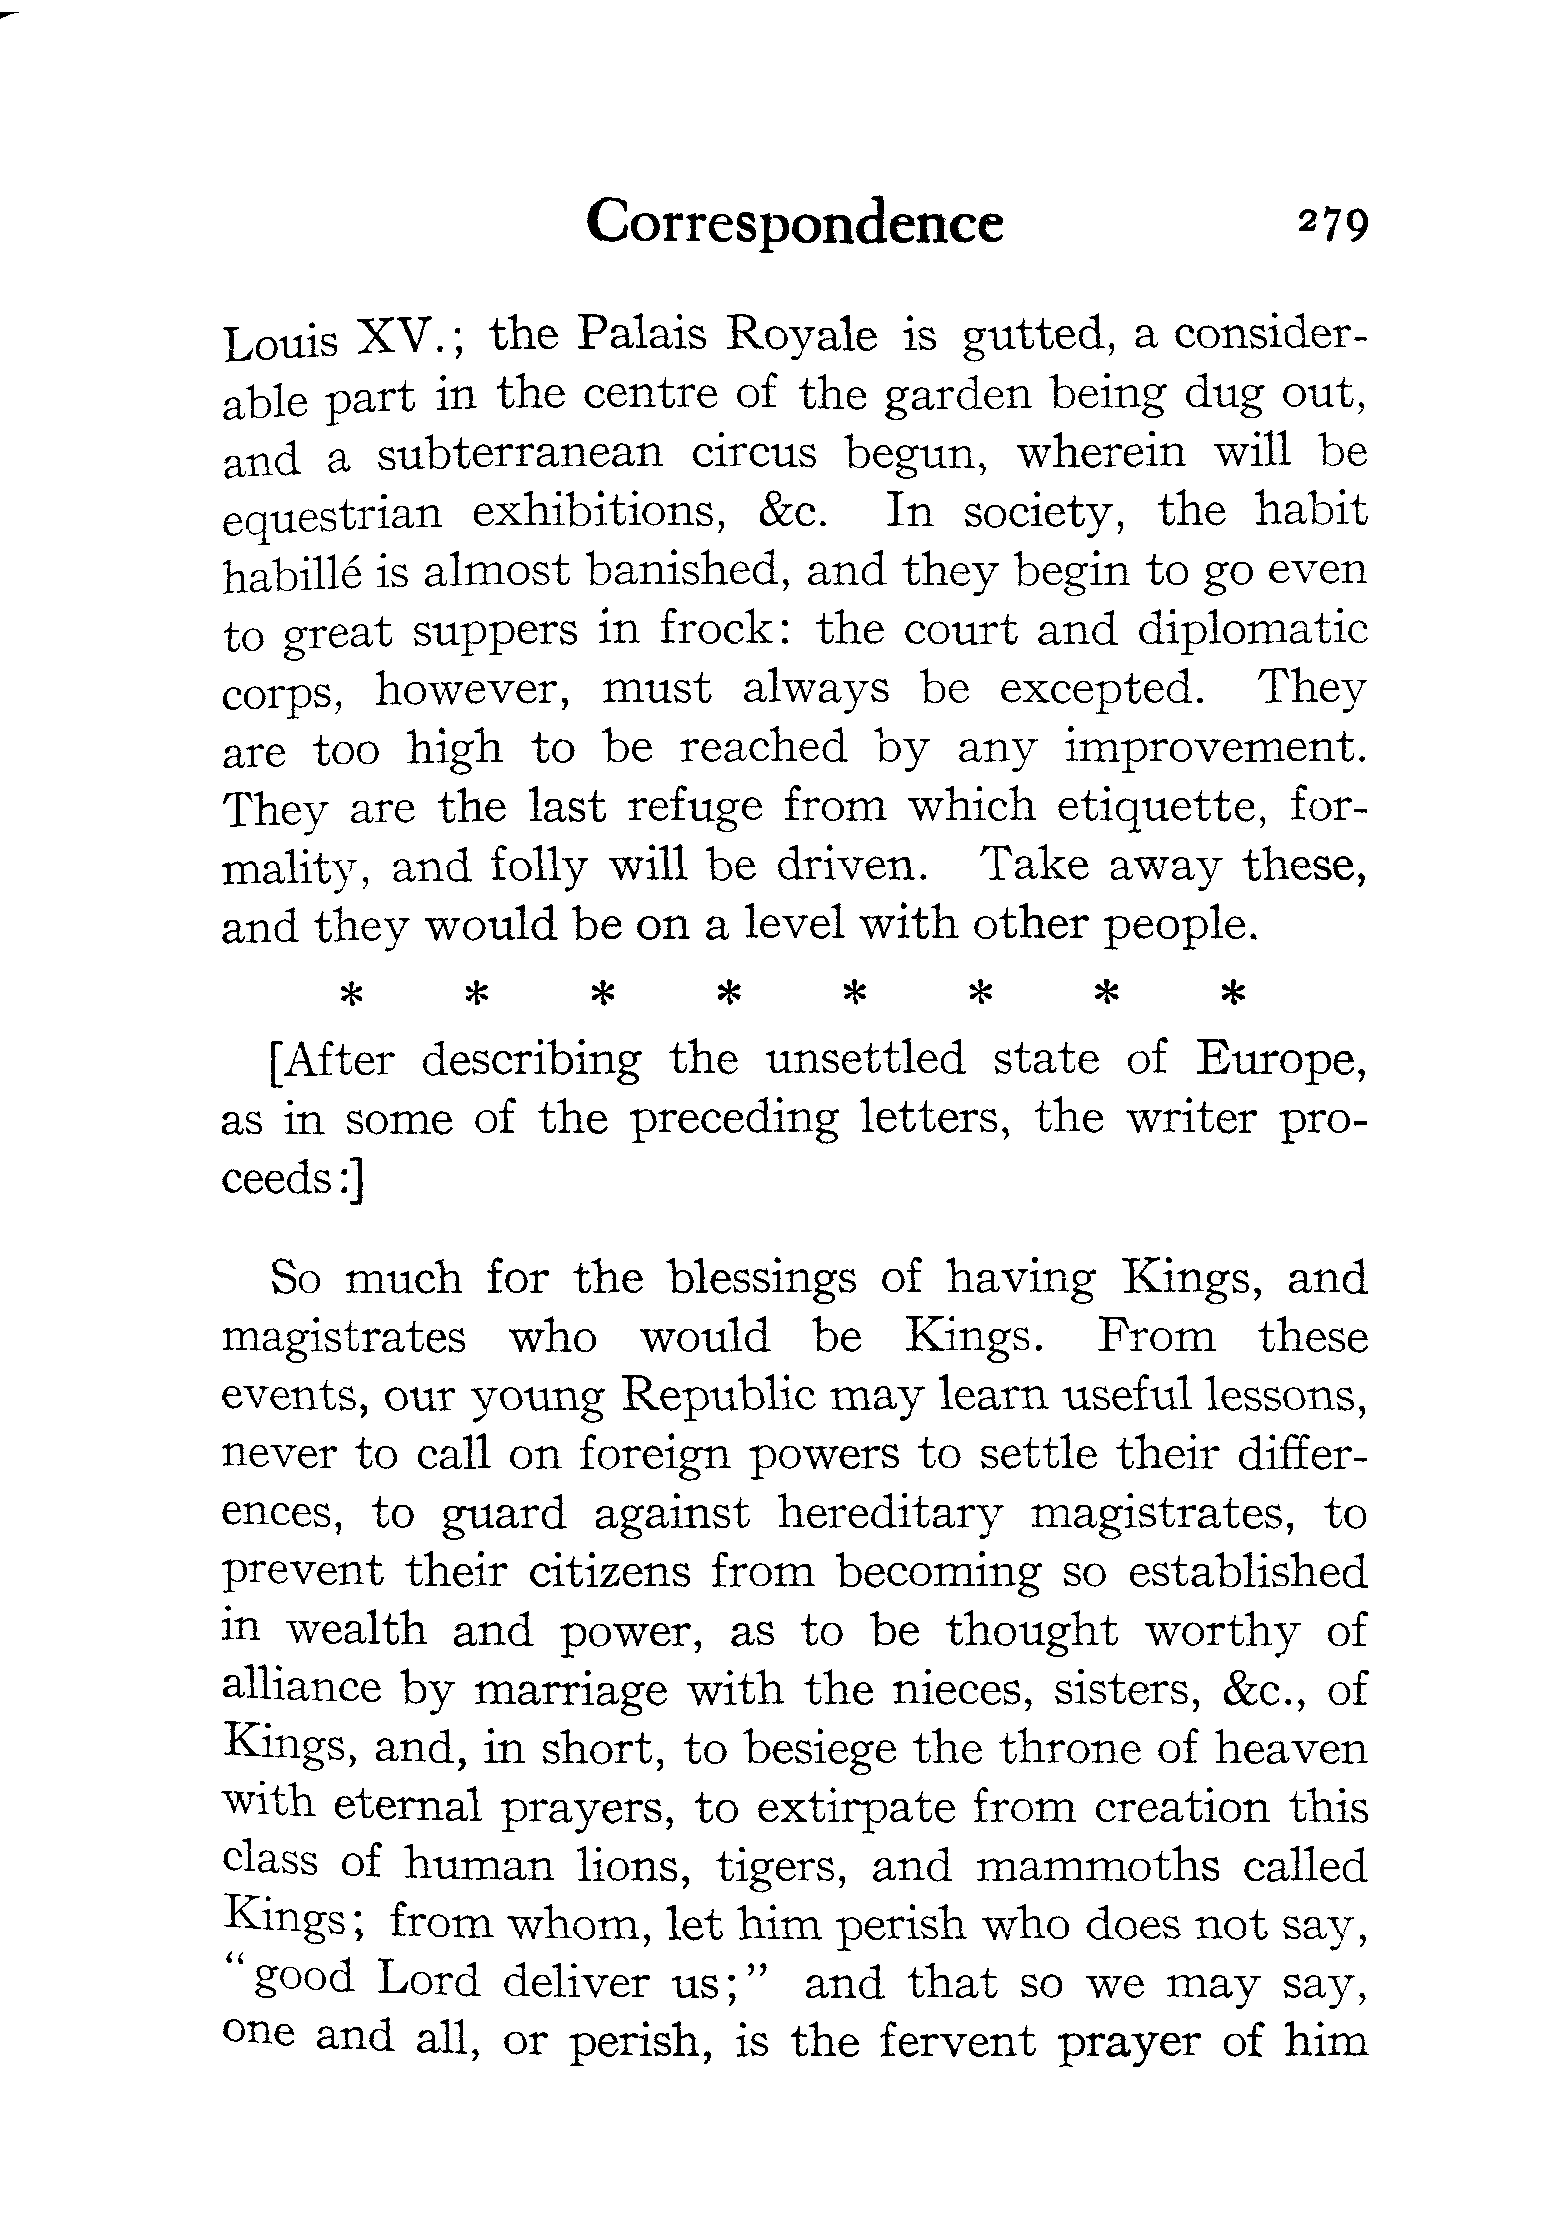 Correspondence 279
Louis XV.; the Palais Royale is gutted, a consider-
able part in the centre of the garden being dug out,
and a subterranean circus begun, wherein will be
equestrian exhibitions, &c. In society, the habit
habillé is almost banished, and they begin to go even
to great suppers in frock: the court and diplomatic
corps, however, must always be excepted. They
are too high to be reached by any improvement.
They are the last refuge from which etiquette, for-
mality, and folly will be driven. Take away these,
and they would be on a level with other people.
* * * * * * * *
[After describing the unsettled state of Europe,
as in some of the preceding letters, the writer pro-
ceeds:]
So much for the blessings of having Kings, and
magistrates who would be Kings. From these
events, our young Republic may learn useful lessons,
never to call on foreign powers to settle their differ-
ences, to guard against hereditary magistrates, to
prevent their citizens from becoming so established
in wealth and power, as to be thought worthy of
alliance by marriage with the nieces, sisters, &c., of
Kings, and, in short, to besiege the throne of heaven
with eternal prayers, to extirpate from creation this
class of human lions, tigers, and mammoths called
Kings; from whom, let him perish who does not say,
"good Lord deliver us;" and that so we may say,
one and all, or perish, is the fervent prayer of him